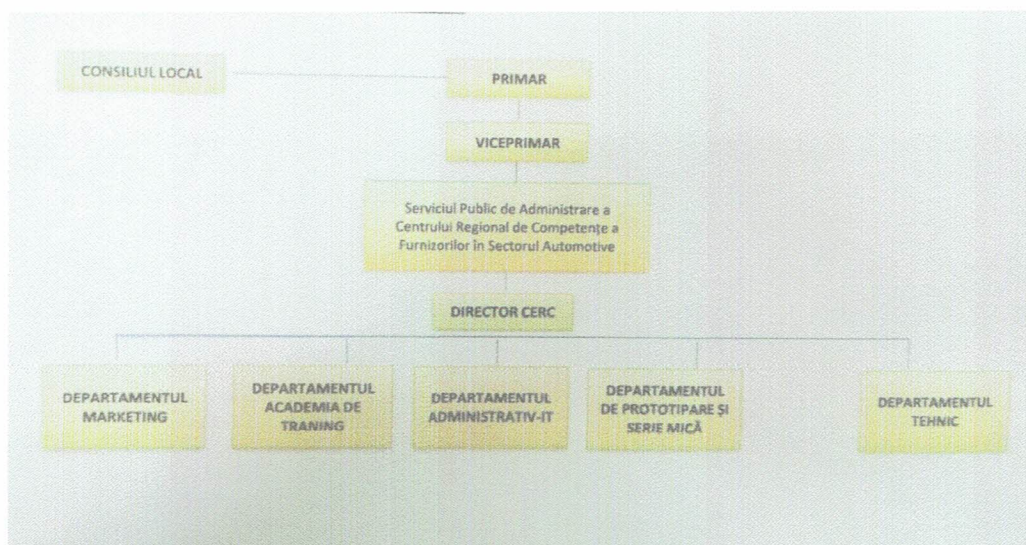 CONSILIUL LOCAL
PRIMAR
VICEPRIMAR
Serviciul Public de Administrare a
Centrului Regional de Competențe a
Furnizorilor în Sectorul Automotive
DIRECTOR CERC
DEPARTAMENTUL
MARKETING
DEPARTAMENTUL
ACADEMIA DE
TRANING
DEPARTAMENTUL
ADMINISTRATIV-IT
DEPARTAMENTUL
DE PROTOTIPARE ȘI
SERIE MICĂ
DEPARTAMENTUL
TEHNIC